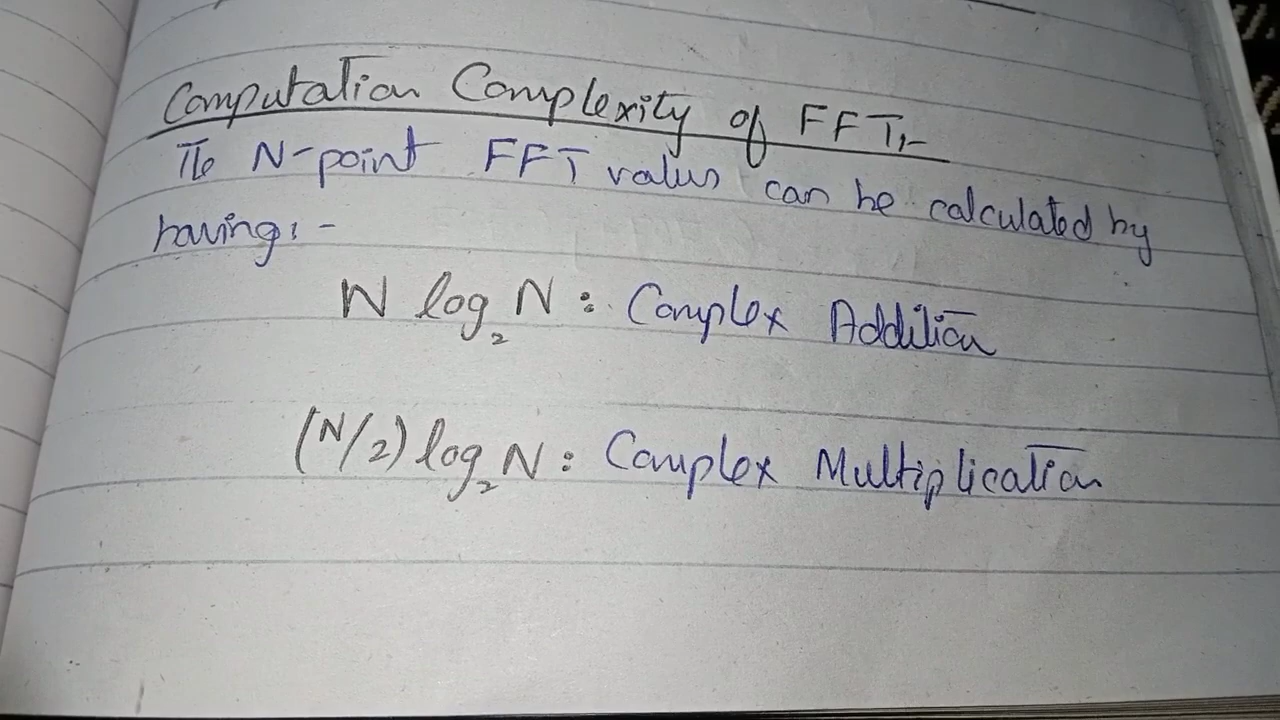 Computation Complexity of FFT:-
The N-point FFT values can be calculated by
having:-
N log₂ N : Complex Addition
(N/2) log₂ N : Complex Multiplication